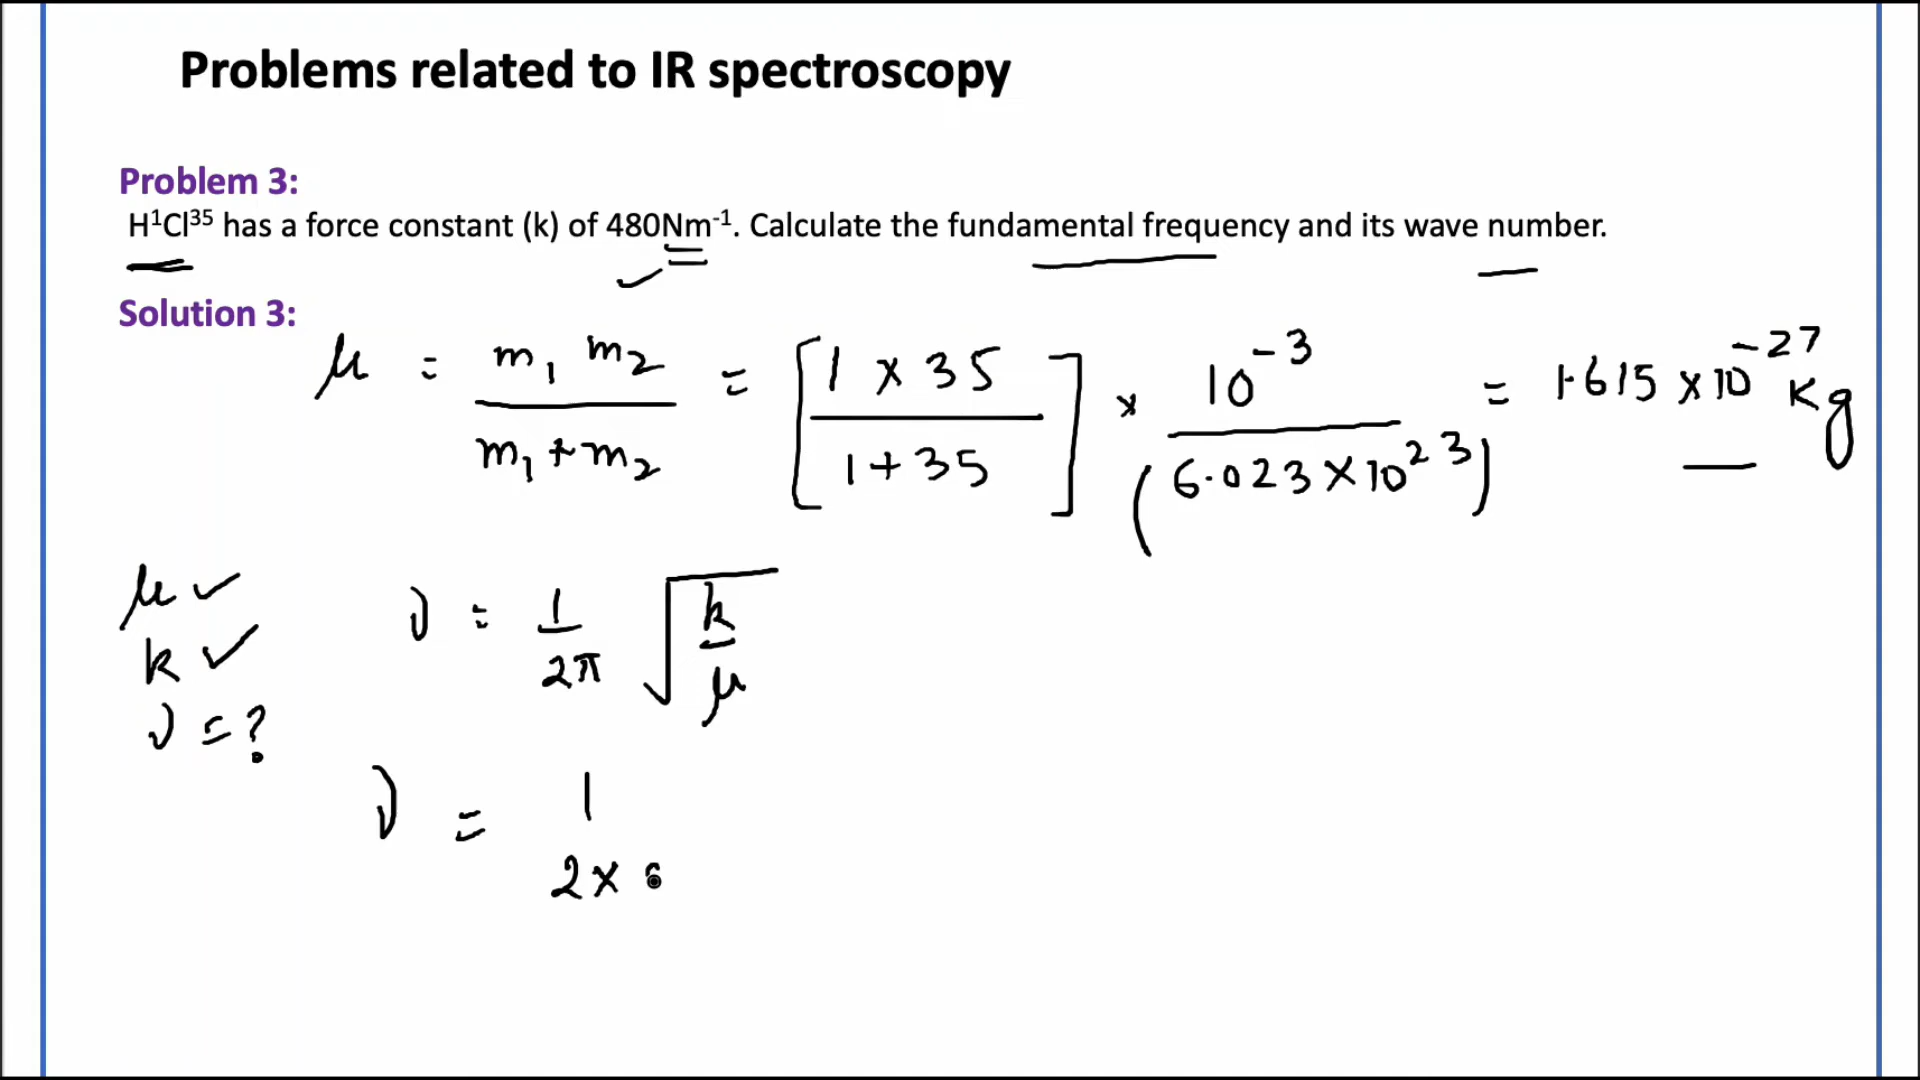 Problems related to IR spectroscopy
Problem 3:
H¹Cl³⁵ has a force constant (k) of 480Nm⁻¹. Calculate the fundamental frequency and its wave number.
Solution 3:
μ = m₁ m₂ / m₁ + m₂ = [1 × 35 / 1 + 35] × 10⁻³ / (6.023 × 10²³) = 1.615 × 10⁻²⁷ Kg
μ ✓
k ✓
ν = ?
ν = 1 / 2π √ k / μ
ν = 1 / 2 ×